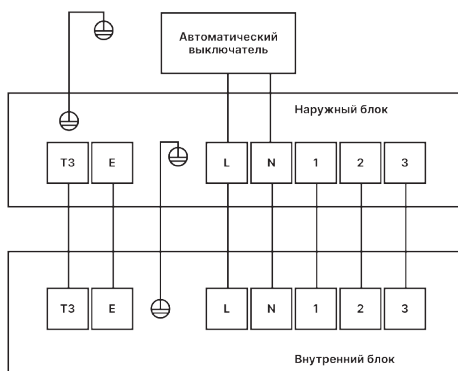 Автоматический
выключатель
Наружный блок
T3 E L N 1 2 3
T3 E L N 1 2 3
Внутренний блок